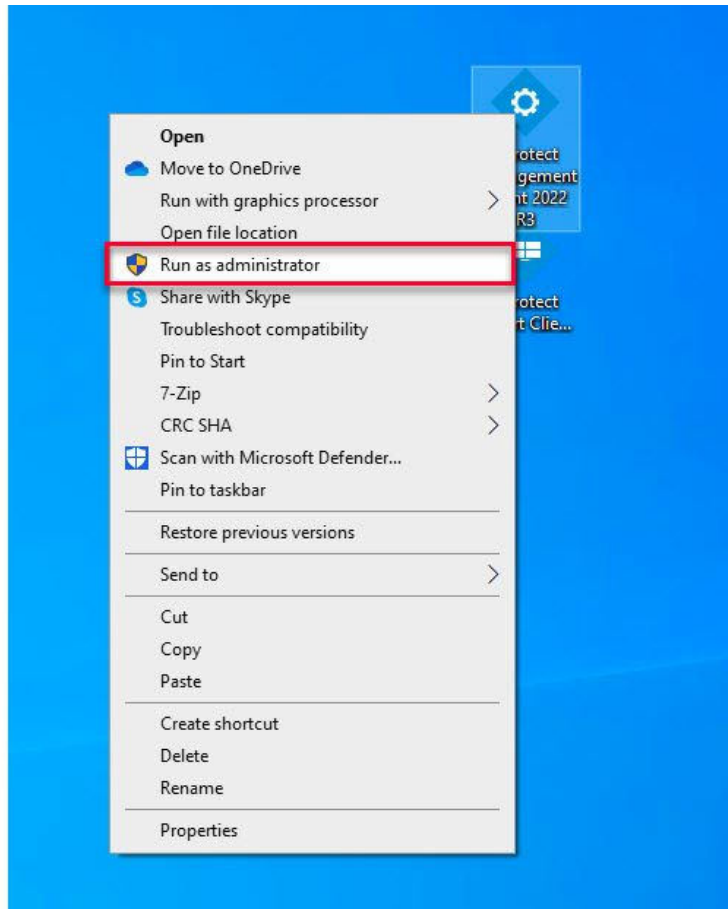 Open
Move to OneDrive
Run with graphics processor
Open file location
Run as administrator
Share with Skype
Troubleshoot compatibility
Pin to Start
7-Zip
CRC SHA
Scan with Microsoft Defender...
Pin to taskbar
Restore previous versions
Send to
Cut
Copy
Paste
Create shortcut
Delete
Rename
Properties
otect
gement
nt 2022
R3
otect
t Clie...